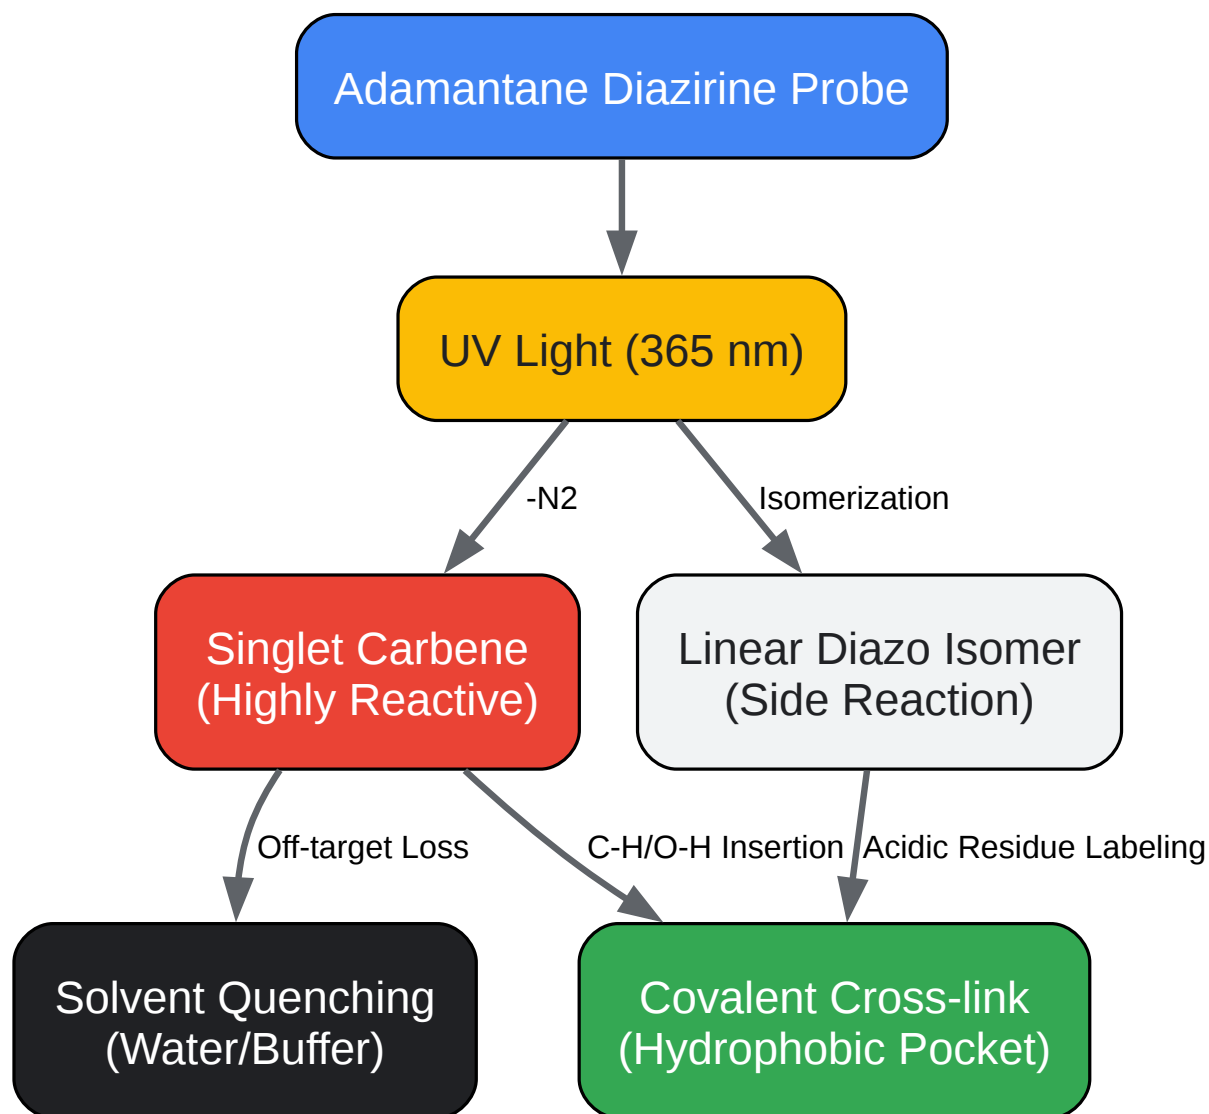 Adamantane Diazirine Probe
UV Light (365 nm)
-N2
Isomerization
Singlet Carbene
(Highly Reactive)
Linear Diazo Isomer
(Side Reaction)
Off-target Loss
C-H/O-H Insertion
Acidic Residue Labeling
Solvent Quenching
(Water/Buffer)
Covalent Cross-link
(Hydrophobic Pocket)